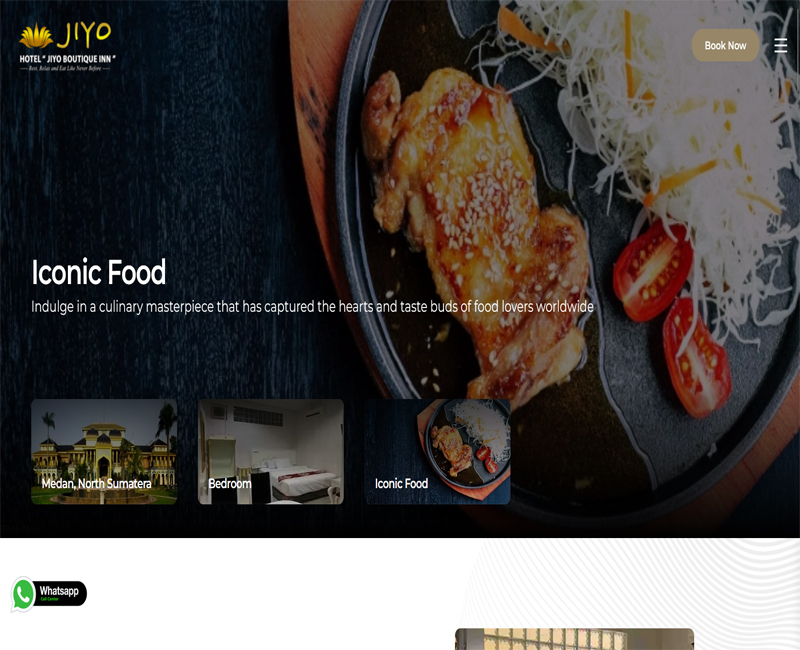 JIYO
HOTEL " JIYO BOUTIQUE INN "
Rest, Relax and Eat Like Never Before
Book Now
Iconic Food
Indulge in a culinary masterpiece that has captured the hearts and taste buds of food lovers worldwide
Medan, North Sumatera
Bedroom
Iconic Food
Whatsapp
Call Center